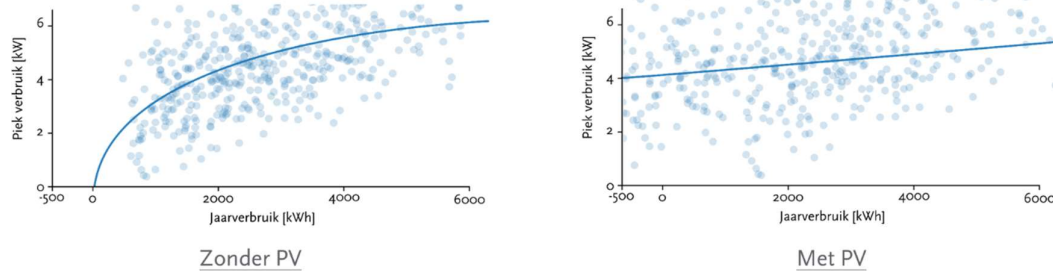 Piek verbruik [kW]
6
4
2
0
-500 0 2000 4000 6000
Jaarverbruik [kWh]
Zonder PV
Piek verbruik [kW]
6
4
2
0
-500 0 2000 4000 6000
Jaarverbruik [kWh]
Met PV